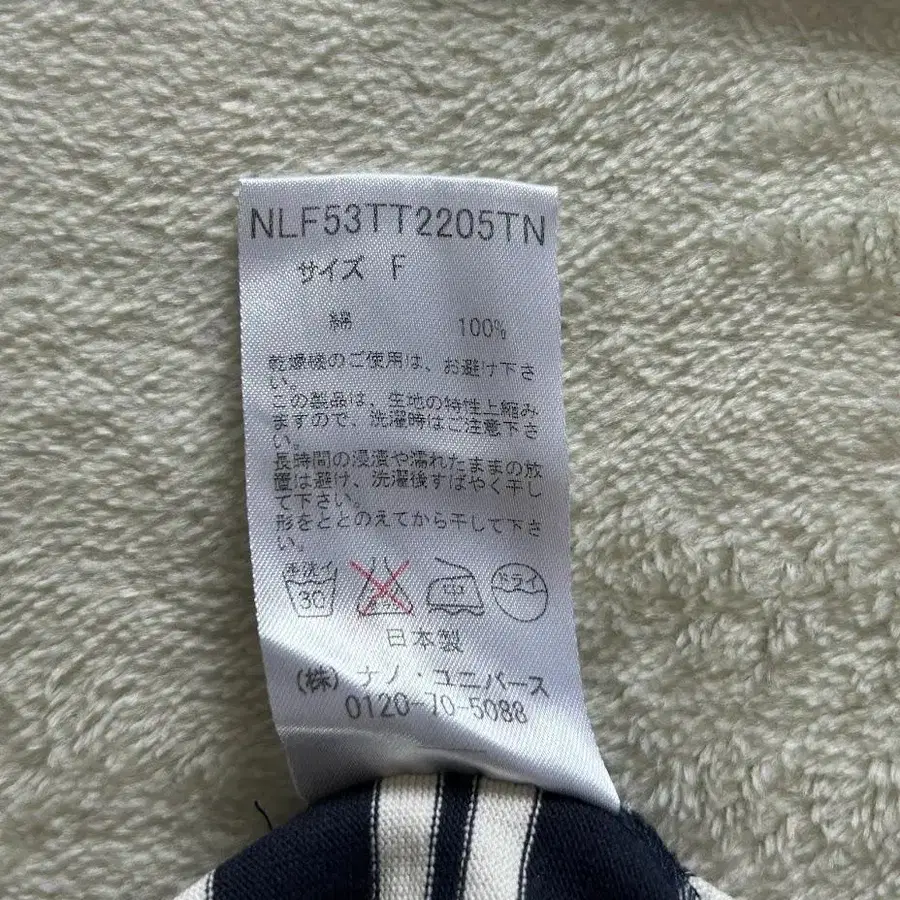 NLF53TT2205TN
サイズ F
綿 100%
乾燥機のご使用は、お避け下さ
い。
この製品は、生地の特性上縮み
ますので、洗濯時はご注意下さ
い。
長時間の浸漬や濡れたままの放
置は避け、洗濯後すばやく干し
て下さい。
形をととのえてから干して下さ
い。
手洗イ 30 中 ドライ
日本製
(株) ナノ・ユニバース
0120-70-5088